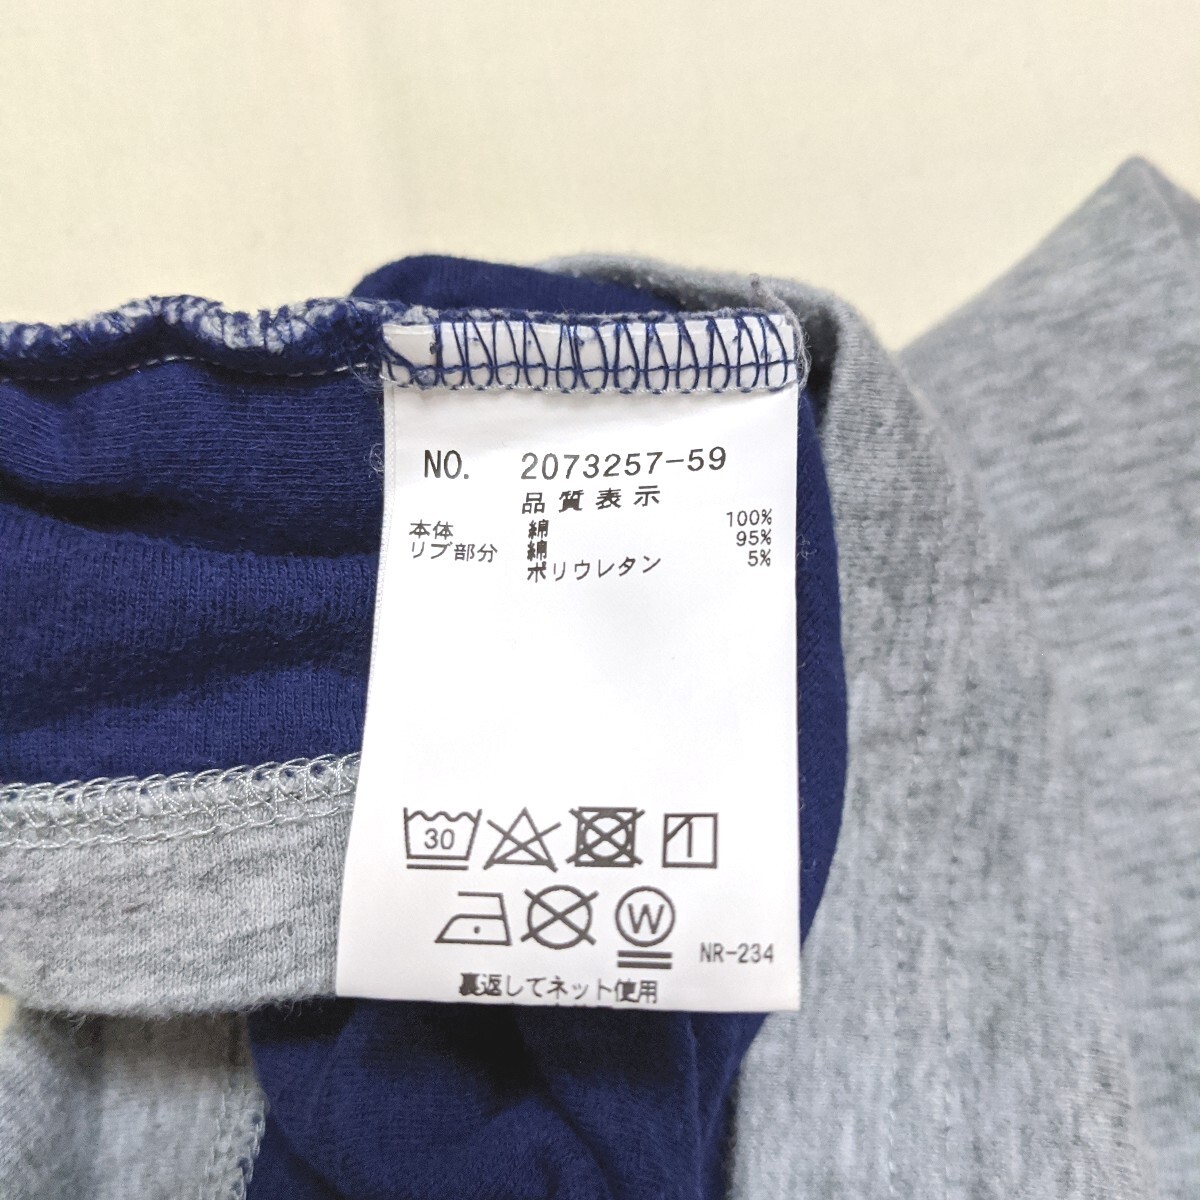 NO. 2073257-59
品質表示
本体 綿 100%
リブ部分 綿 95%
ポリウレタン 5%
30
W
NR-234
裏返してネット使用